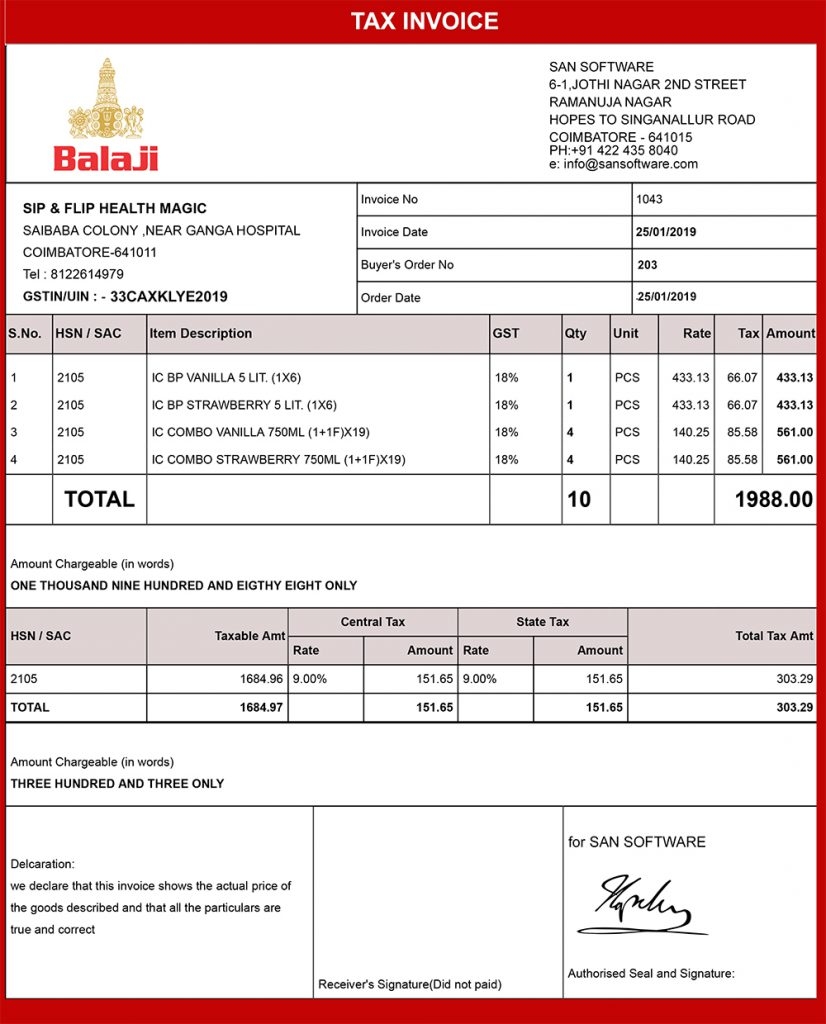 TAX INVOICE
Balaji
SAN SOFTWARE
6-1,JOTHI NAGAR 2ND STREET
RAMANUJA NAGAR
HOPES TO SINGANALLUR ROAD
COIMBATORE - 641015
PH:+91 422 435 8040
e: info@sansoftware.com
SIP & FLIP HEALTH MAGIC
SAIBABA COLONY ,NEAR GANGA HOSPITAL
COIMBATORE-641011
Tel : 8122614979
GSTIN/UIN : - 33CAXKLYE2019
Invoice No 1043
Invoice Date 25/01/2019
Buyer's Order No 203
Order Date 25/01/2019
S.No. HSN / SAC Item Description GST Qty Unit Rate Tax Amount
1 2105 IC BP VANILLA 5 LIT. (1X6) 18% 1 PCS 433.13 66.07 433.13
2 2105 IC BP STRAWBERRY 5 LIT. (1X6) 18% 1 PCS 433.13 66.07 433.13
3 2105 IC COMBO VANILLA 750ML (1+1F)X19) 18% 4 PCS 140.25 85.58 561.00
4 2105 IC COMBO STRAWBERRY 750ML (1+1F)X19) 18% 4 PCS 140.25 85.58 561.00
TOTAL 10 1988.00
Amount Chargeable (in words)
ONE THOUSAND NINE HUNDRED AND EIGTHY EIGHT ONLY
HSN / SAC Taxable Amt Central Tax State Tax Total Tax Amt
Rate Amount Rate Amount
2105 1684.96 9.00% 151.65 9.00% 151.65 303.29
TOTAL 1684.97 151.65 151.65 303.29
Amount Chargeable (in words)
THREE HUNDRED AND THREE ONLY
Delcaration:
we declare that this invoice shows the actual price of
the goods described and that all the particulars are
true and correct
Receiver's Signature(Did not paid)
for SAN SOFTWARE
Authorised Seal and Signature: